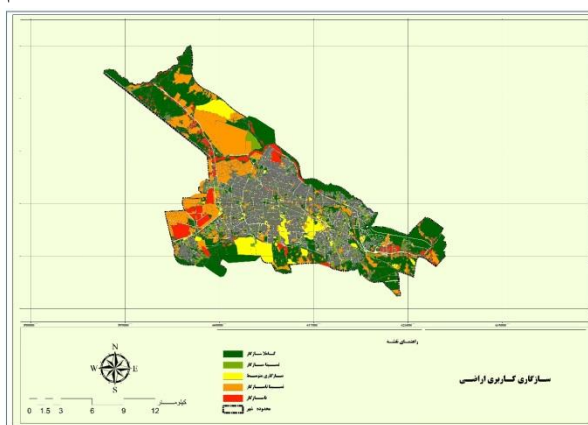 راهنمای نقشه
کاملا سازگار
نسبتا سازگار
سازگاری متوسط
نسبتا ناسازگار
ناسازگار
محدوده شهر
سازگاری کاربری اراضی
N
W E
S
0 1.5 3 6 9 12
کیلومتر